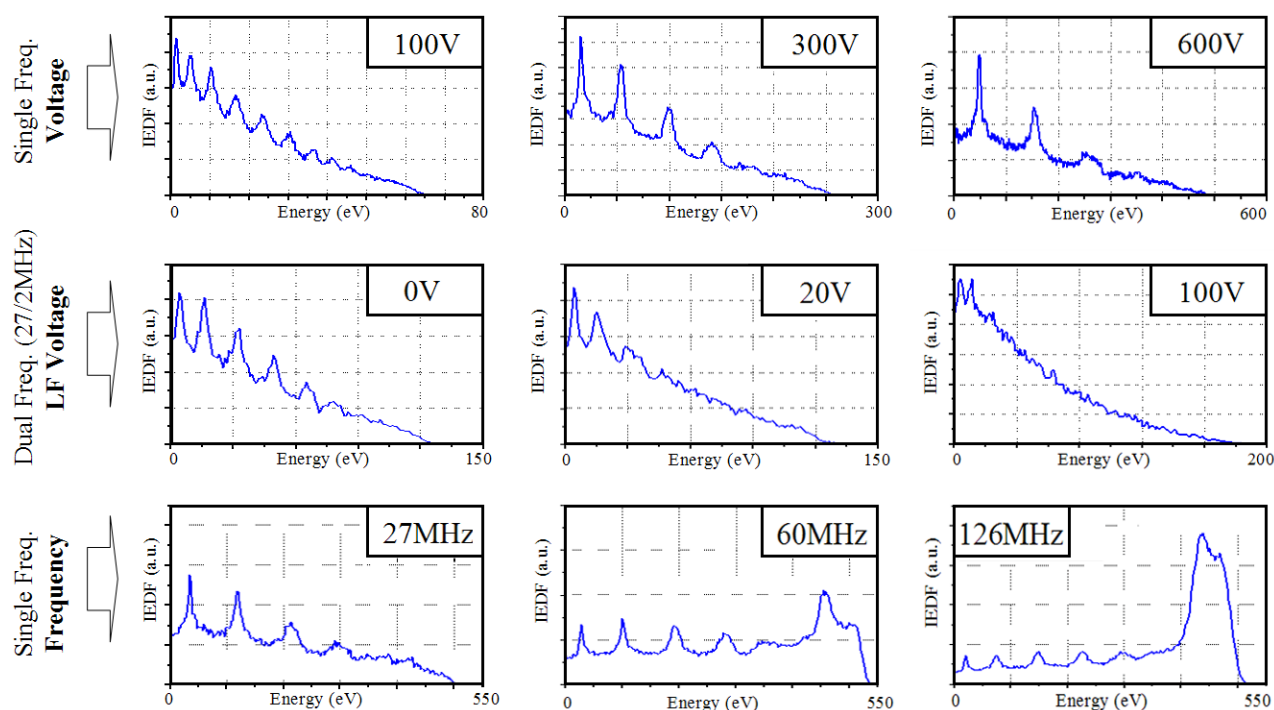 Single Freq.
Voltage
IEDF (a.u.)
100V
0
Energy (eV)
80
IEDF (a.u.)
300V
0
Energy (eV)
300
IEDF (a.u.)
600V
0
Energy (eV)
600
Dual Freq. (27/2MHz)
LF Voltage
IEDF (a.u.)
0V
0
Energy (eV)
150
IEDF (a.u.)
20V
0
Energy (eV)
150
IEDF (a.u.)
100V
0
Energy (eV)
200
Single Freq.
Frequency
IEDF (a.u.)
27MHz
0
Energy (eV)
550
IEDF (a.u.)
60MHz
0
Energy (eV)
550
IEDF (a.u.)
126MHz
0
Energy (eV)
550